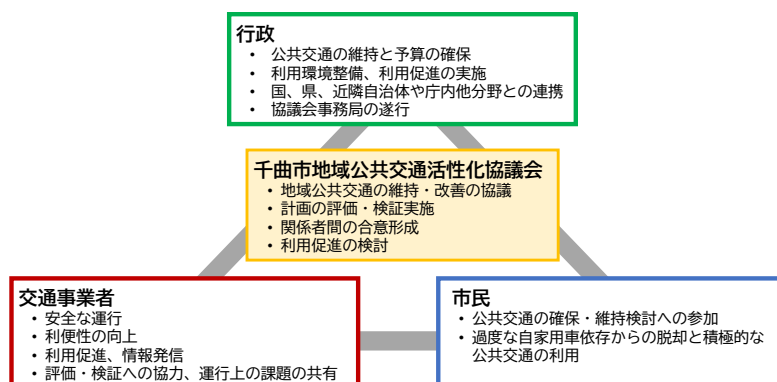 行政
• 公共交通の維持と予算の確保
• 利用環境整備、利用促進の実施
• 国、県、近隣自治体や庁内他分野との連携
• 協議会事務局の遂行
千曲市地域公共交通活性化協議会
• 地域公共交通の維持・改善の協議
• 計画の評価・検証実施
• 関係者間の合意形成
• 利用促進の検討
交通事業者
• 安全な運行
• 利便性の向上
• 利用促進、情報発信
• 評価・検証への協力、運行上の課題の共有
市民
• 公共交通の確保・維持検討への参加
• 過度な自家用車依存からの脱却と積極的な
公共交通の利用